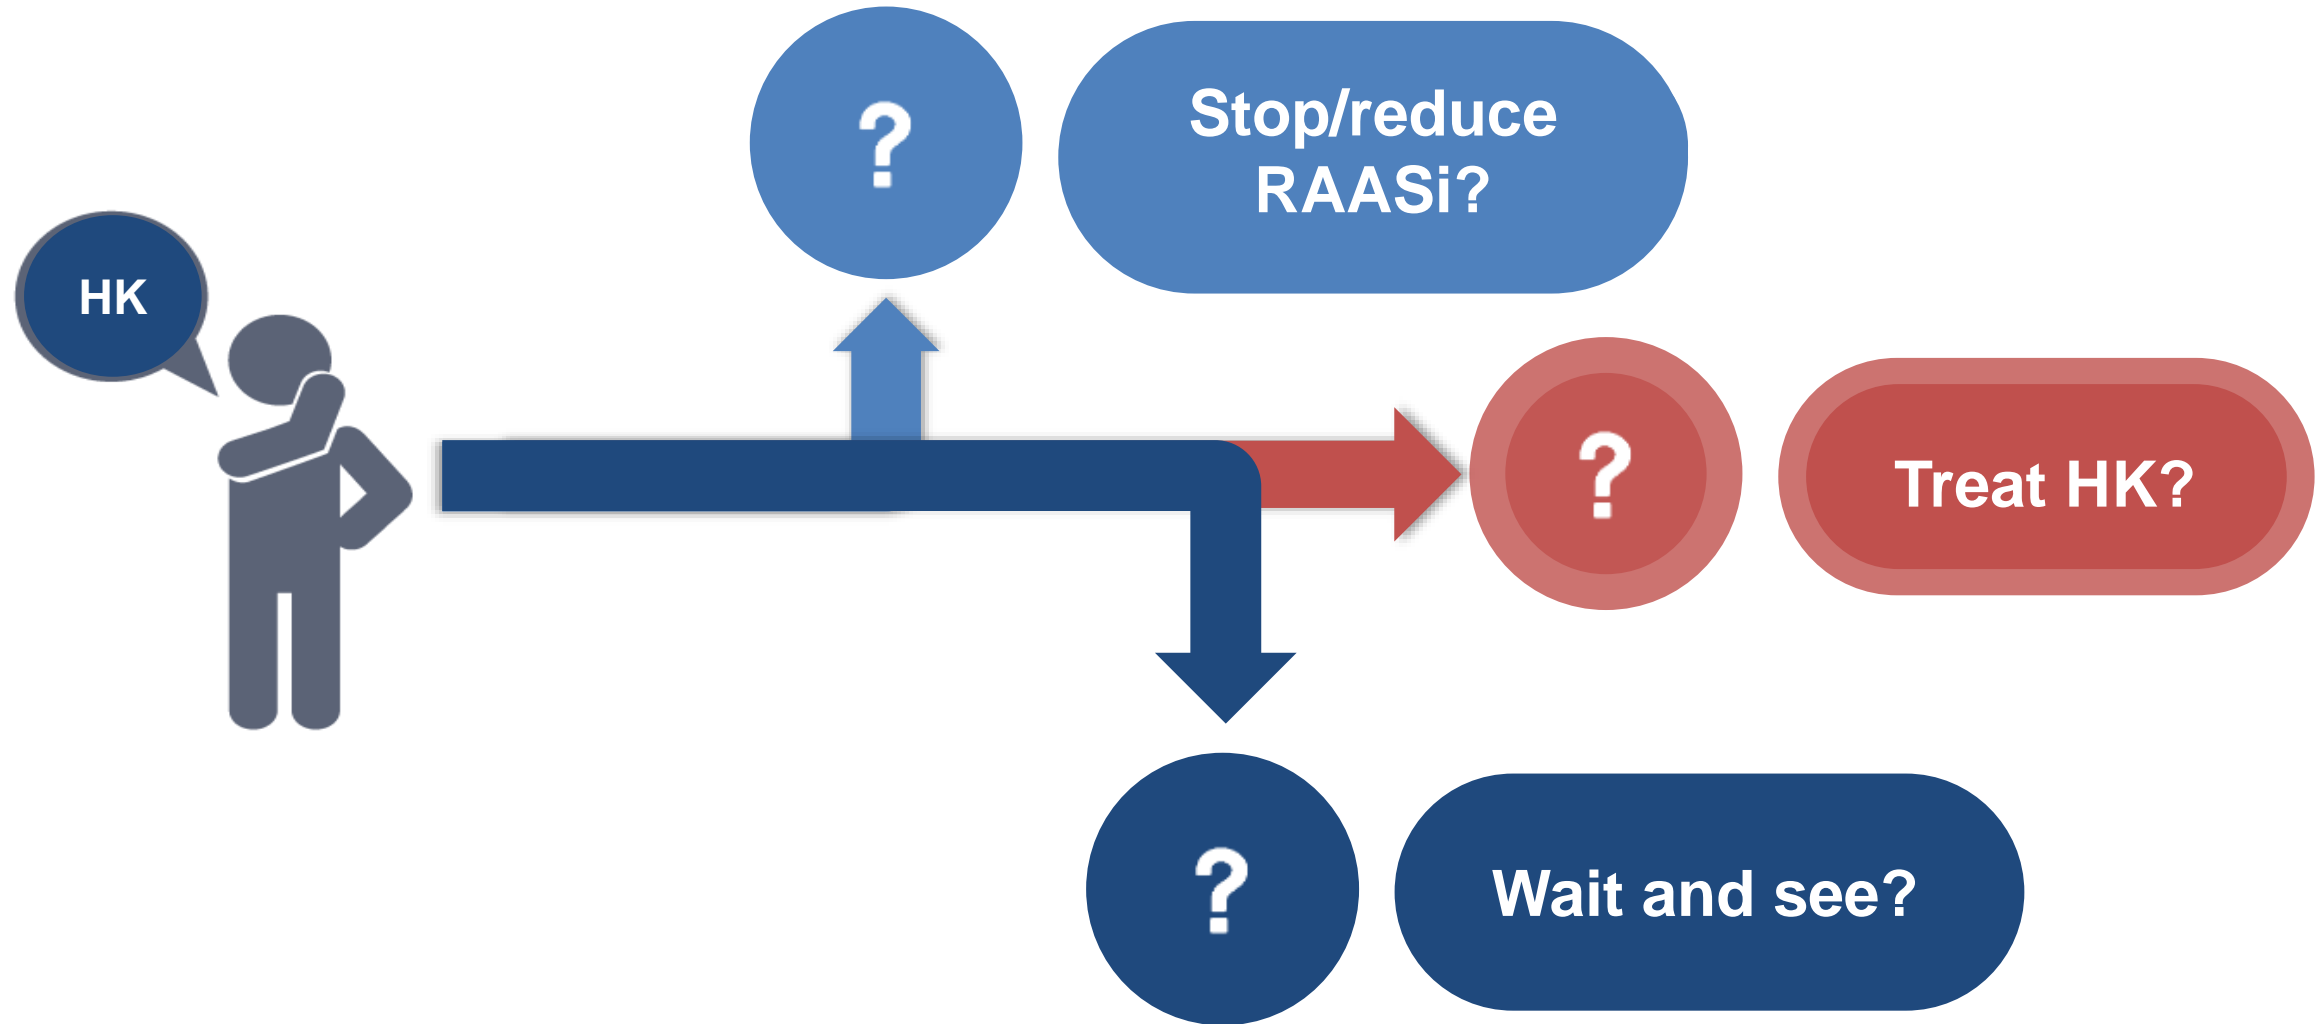 HK
?
Stop/reduce
RAASi?
?
Treat HK?
?
Wait and see?